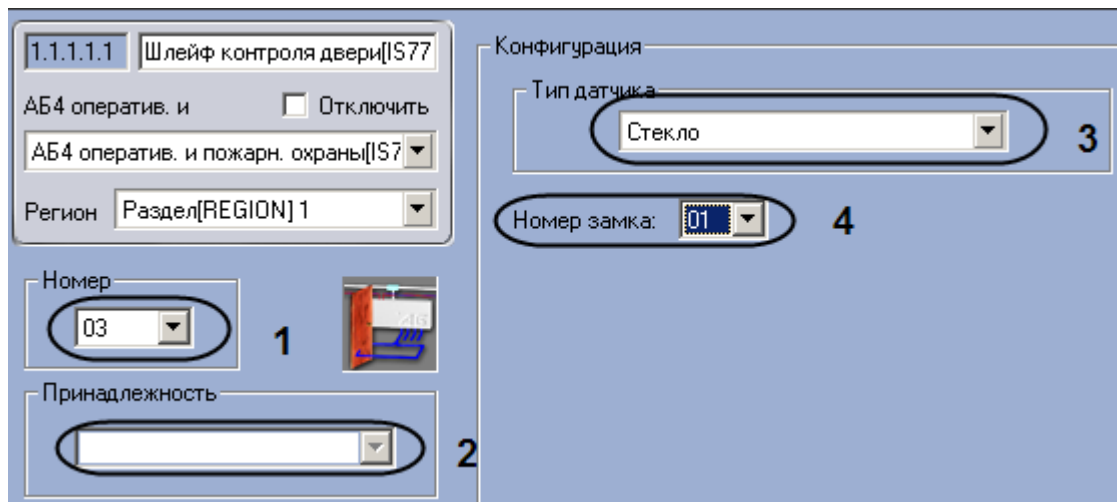 1.1.1.1.1 Шлейф контроля двери[IS77
АБ4 оператив. и Отключить
АБ4 оператив. и пожарн. охраны[IS7
Регион Раздел[REGION] 1
Номер
03
1
Принадлежность
2
Конфигурация
Тип датчика
Стекло
3
Номер замка: 01
4